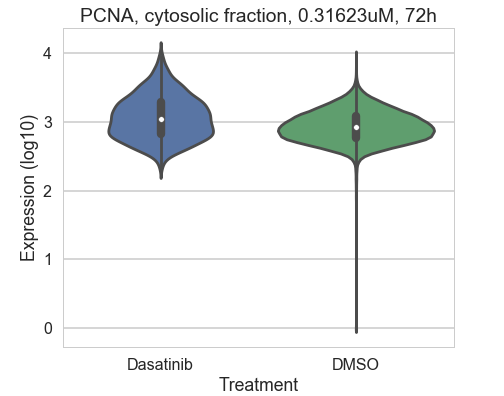 PCNA, cytosolic fraction, 0.31623uM, 72h
Expression (log10)
4
3
2
1
0
Dasatinib
DMSO
Treatment